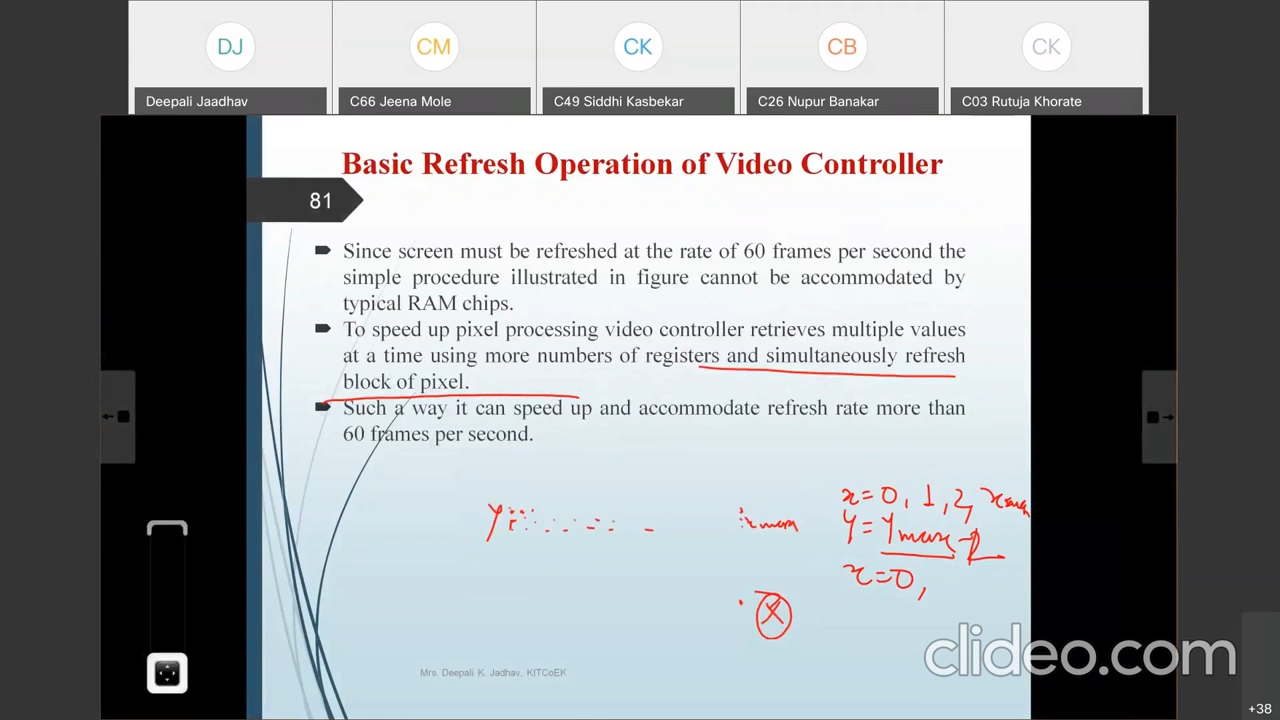 DJ
CM
CK
CB
CK
Deepali Jaadhav
C66 Jeena Mole
C49 Siddhi Kasbekar
C26 Nupur Banakar
C03 Rutuja Khorate
Basic Refresh Operation of Video Controller
81
Since screen must be refreshed at the rate of 60 frames per second the
simple procedure illustrated in figure cannot be accommodated by
typical RAM chips.
To speed up pixel processing video controller retrieves multiple values
at a time using more numbers of registers and simultaneously refresh
block of pixel.
Such a way it can speed up and accommodate refresh rate more than
60 frames per second.
x=0, 1, 2, xmax
Y
xmax
Y = Ymax-
x=0,
X
clideo.com
Mrs. Deepali K. Jadhav, KITCoEK
+38